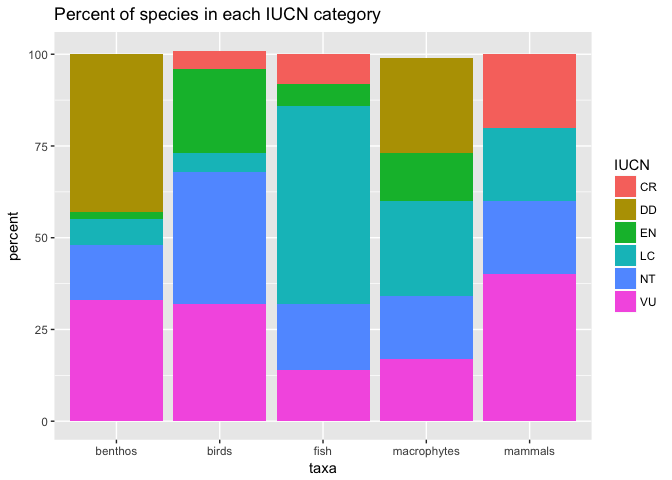 Percent of species in each IUCN category
percent
100
75
50
25
0
benthos birds fish macrophytes mammals
taxa
IUCN
CR
DD
EN
LC
NT
VU